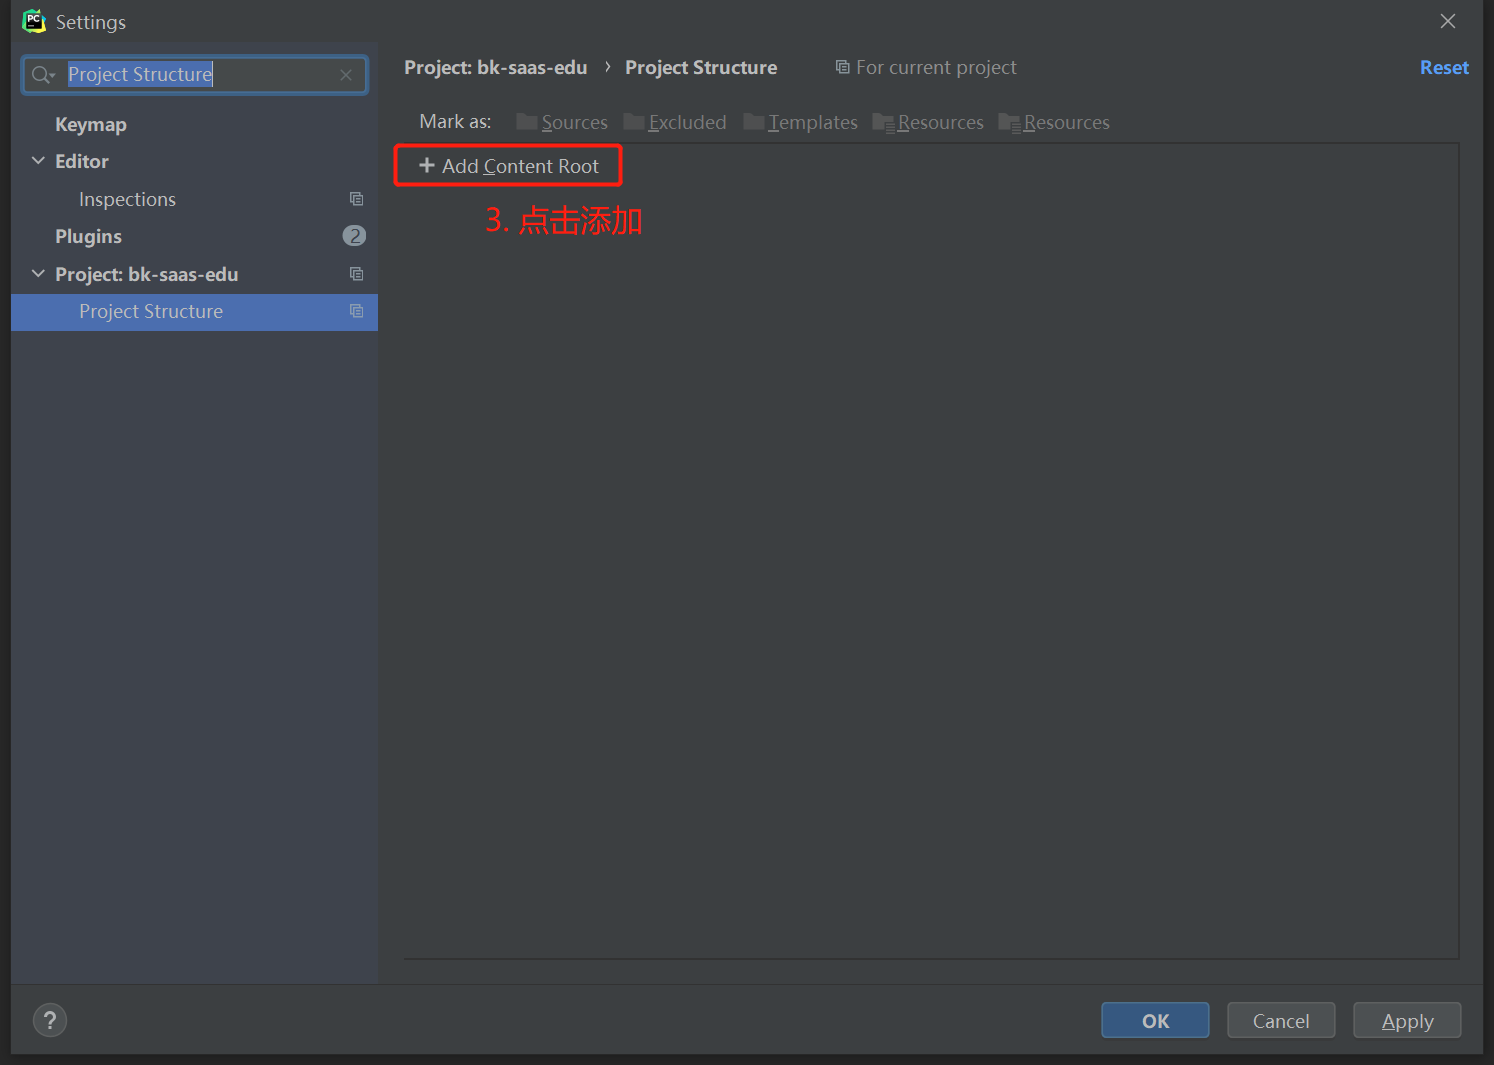 PC
Settings
Project Structure
Keymap
Editor
Inspections
Plugins
2
Project: bk-saas-edu
Project Structure
Project: bk-saas-edu › Project Structure
For current project
Reset
Mark as: Sources Excluded Templates Resources Resources
+ Add Content Root
3. 点击添加
?
OK
Cancel
Apply